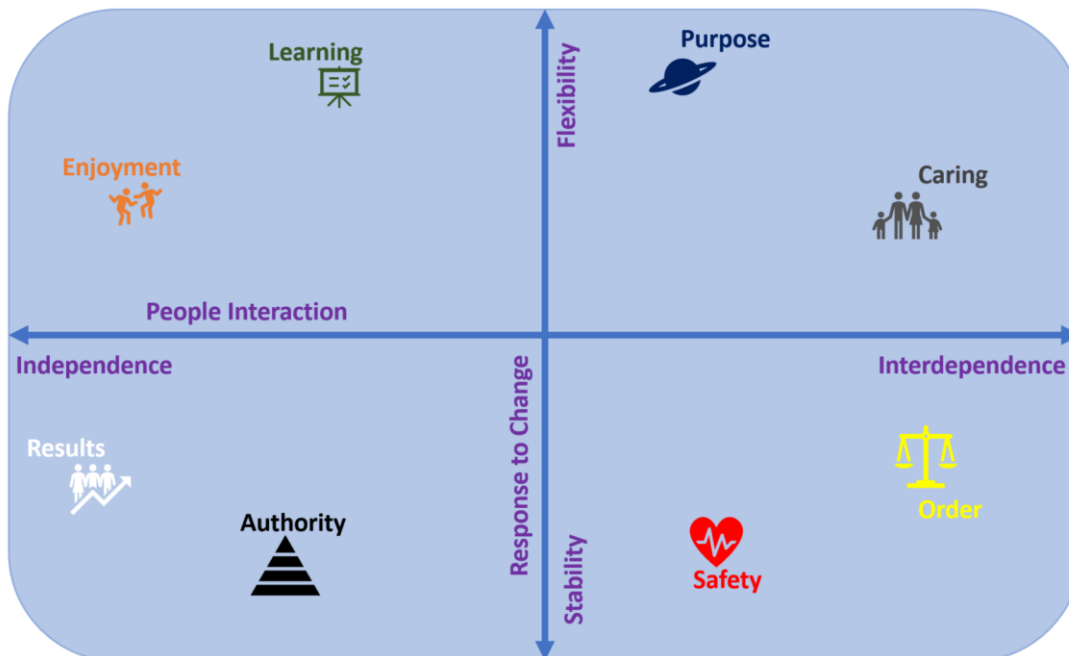 Learning
Purpose
Flexibility
Enjoyment
Caring
People Interaction
Independence
Interdependence
Response to Change
Results
Authority
Order
Stability
Safety